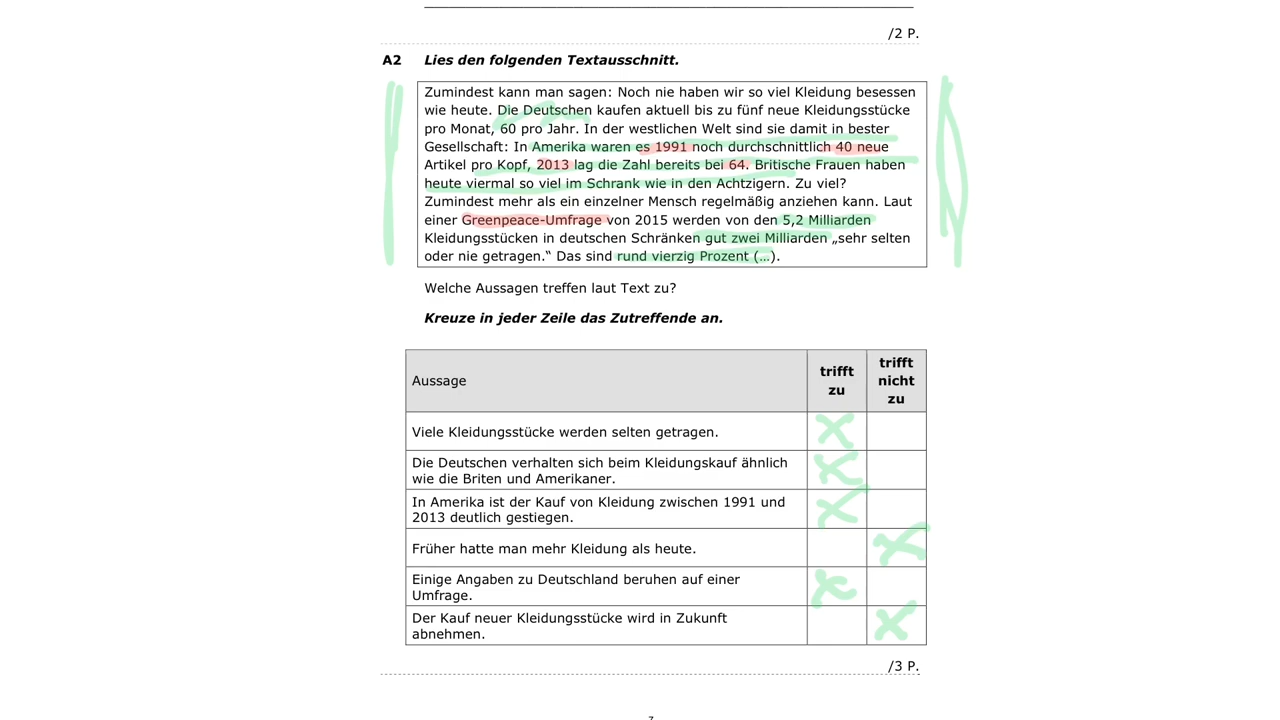 /2 P.
A2 Lies den folgenden Textausschnitt.
Zumindest kann man sagen: Noch nie haben wir so viel Kleidung besessen
wie heute. Die Deutschen kaufen aktuell bis zu fünf neue Kleidungsstücke
pro Monat, 60 pro Jahr. In der westlichen Welt sind sie damit in bester
Gesellschaft: In Amerika waren es 1991 noch durchschnittlich 40 neue
Artikel pro Kopf, 2013 lag die Zahl bereits bei 64. Britische Frauen haben
heute viermal so viel im Schrank wie in den Achtzigern. Zu viel?
Zumindest mehr als ein einzelner Mensch regelmäßig anziehen kann. Laut
einer Greenpeace-Umfrage von 2015 werden von den 5,2 Milliarden
Kleidungsstücken in deutschen Schränken gut zwei Milliarden „sehr selten
oder nie getragen.“ Das sind rund vierzig Prozent (…).
Welche Aussagen treffen laut Text zu?
Kreuze in jeder Zeile das Zutreffende an.
Aussage
trifft
zu
trifft
nicht
zu
Viele Kleidungsstücke werden selten getragen.
X
Die Deutschen verhalten sich beim Kleidungskauf ähnlich
wie die Briten und Amerikaner.
X
In Amerika ist der Kauf von Kleidung zwischen 1991 und
2013 deutlich gestiegen.
X
Früher hatte man mehr Kleidung als heute.
X
Einige Angaben zu Deutschland beruhen auf einer
Umfrage.
X
Der Kauf neuer Kleidungsstücke wird in Zukunft
abnehmen.
X
/3 P.